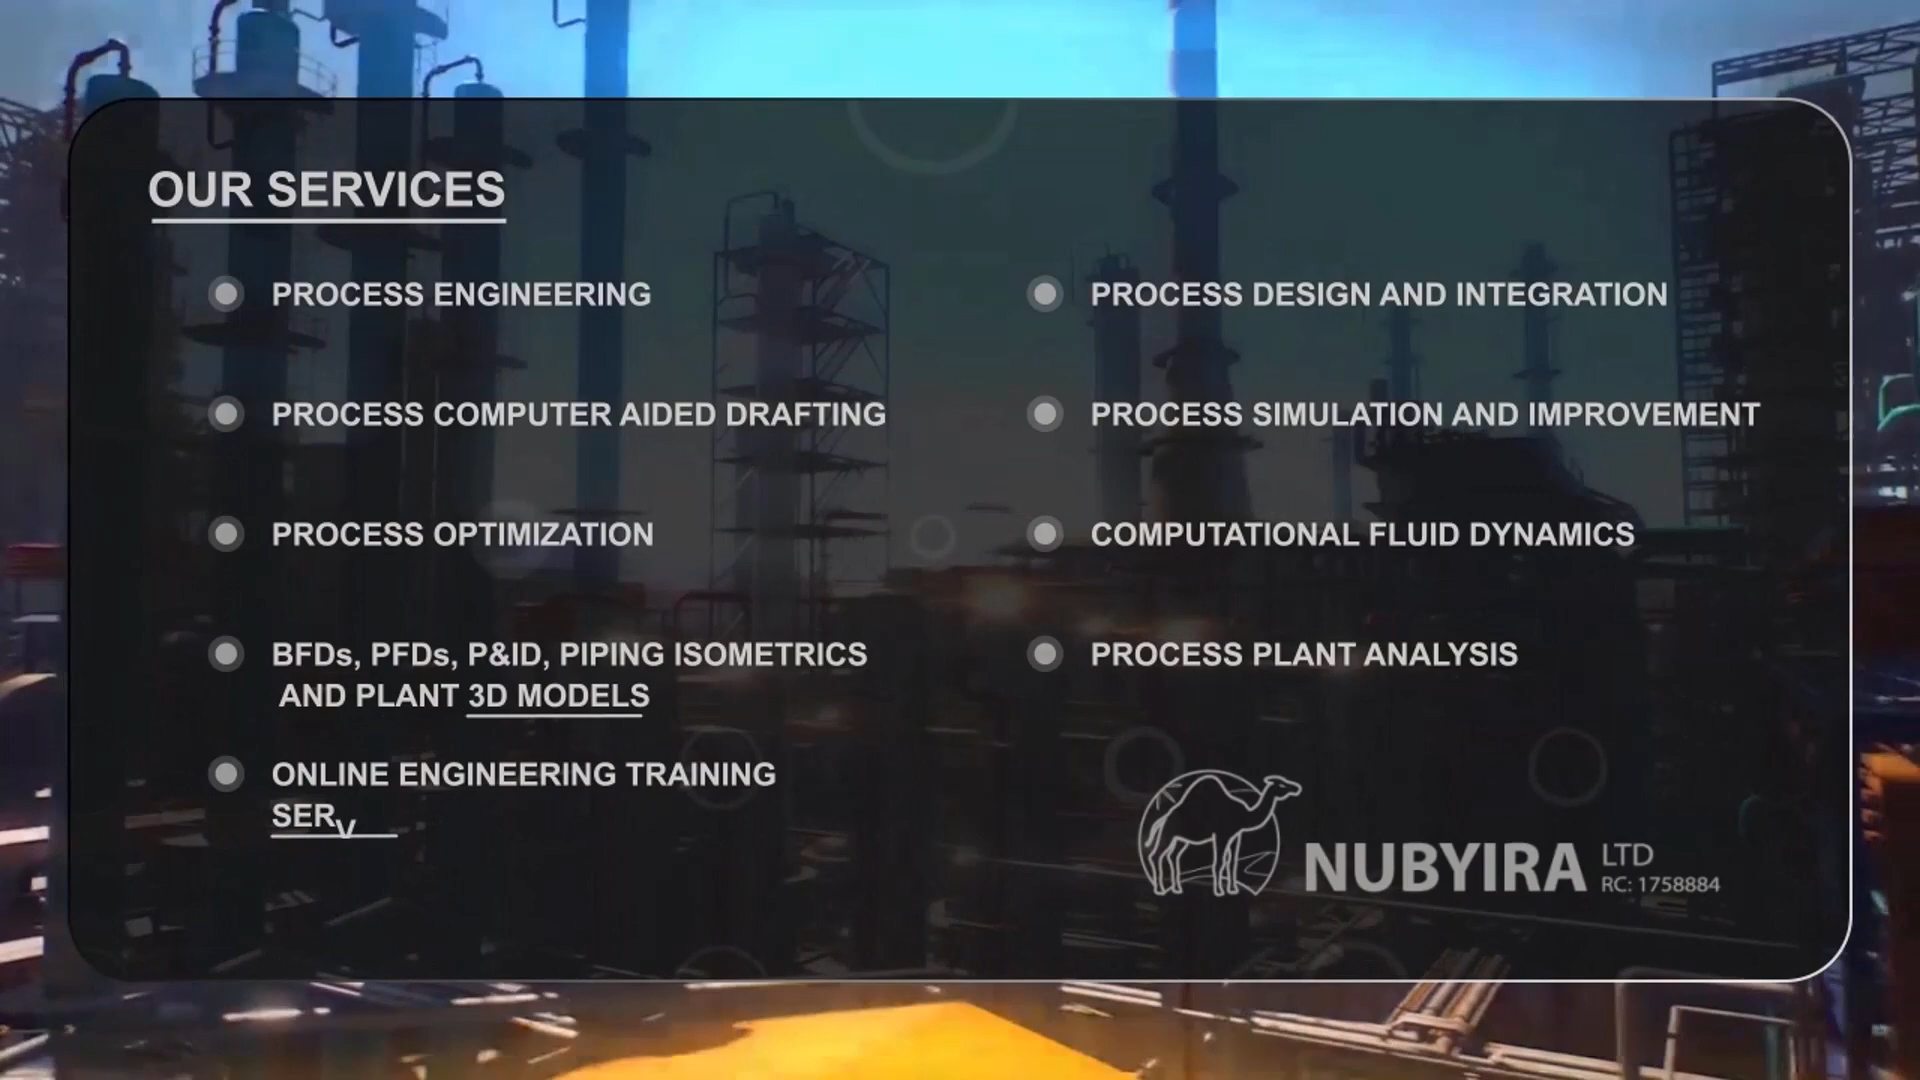 OUR SERVICES
PROCESS ENGINEERING
PROCESS COMPUTER AIDED DRAFTING
PROCESS OPTIMIZATION
BFDs, PFDs, P&ID, PIPING ISOMETRICS
AND PLANT 3D MODELS
ONLINE ENGINEERING TRAINING
SERV
PROCESS DESIGN AND INTEGRATION
PROCESS SIMULATION AND IMPROVEMENT
COMPUTATIONAL FLUID DYNAMICS
PROCESS PLANT ANALYSIS
NUBYIRA LTD
RC: 1758884